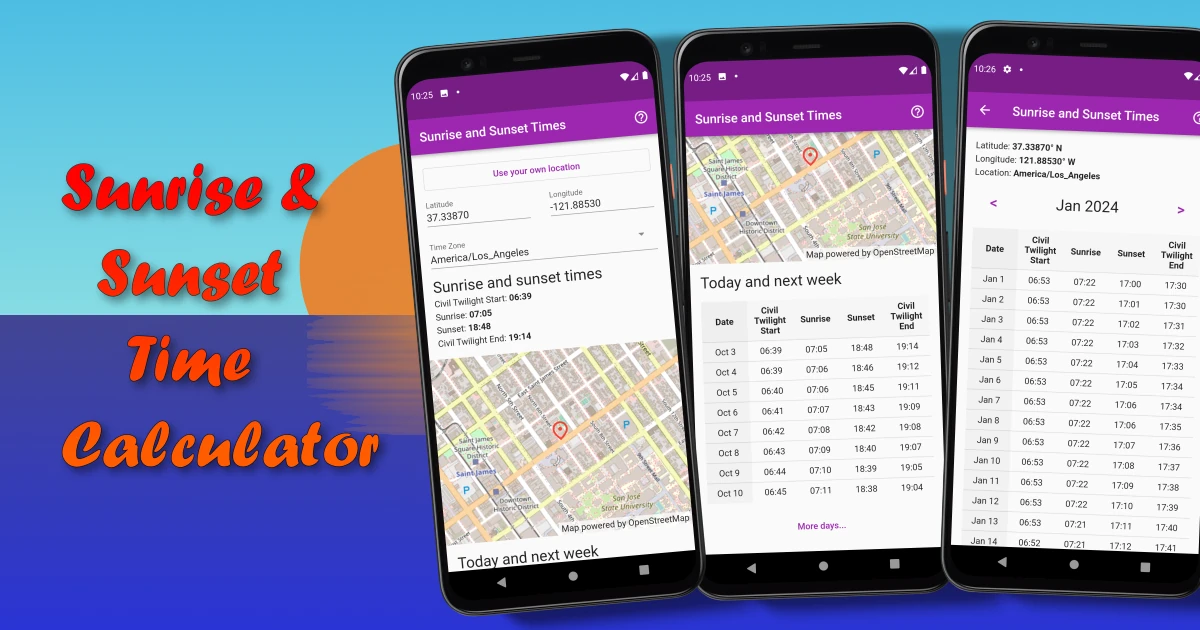 Sunrise &
Sunset
Time
Calculator
10:25
Sunrise and Sunset Times
Use your own location
Latitude
37.33870
Longitude
-121.88530
Time Zone
America/Los_Angeles
Sunrise and sunset times
Civil Twilight Start: 06:39
Sunrise: 07:05
Sunset: 18:48
Civil Twilight End: 19:14
East Saint James Street
North 5th Street
Saint James
Square Historic
District
Saint James
P
P
Downtown
Historic District
San José
State University
Map powered by OpenStreetMap
Today and next week
10:25
Sunrise and Sunset Times
Saint James
Square Historic
District
Saint James
P
P
Downtown
Historic District
San José
State University
Map powered by OpenStreetMap
Today and next week
Date Civil Twilight Start Sunrise Sunset Civil Twilight End
Oct 3 06:39 07:05 18:48 19:14
Oct 4 06:39 07:06 18:46 19:12
Oct 5 06:40 07:06 18:45 19:11
Oct 6 06:41 07:07 18:43 19:09
Oct 7 06:42 07:08 18:42 19:08
Oct 8 06:43 07:09 18:40 19:07
Oct 9 06:44 07:10 18:39 19:05
Oct 10 06:45 07:11 18:38 19:04
More days...
10:26
Sunrise and Sunset Times
Latitude: 37.33870° N
Longitude: 121.88530° W
Location: America/Los_Angeles
< Jan 2024 >
Date Civil Twilight Start Sunrise Sunset Civil Twilight End
Jan 1 06:53 07:22 17:00 17:30
Jan 2 06:53 07:22 17:01 17:30
Jan 3 06:53 07:22 17:02 17:31
Jan 4 06:53 07:22 17:03 17:32
Jan 5 06:53 07:22 17:04 17:33
Jan 6 06:53 07:22 17:05 17:34
Jan 7 06:53 07:22 17:06 17:34
Jan 8 06:53 07:22 17:06 17:35
Jan 9 06:53 07:22 17:07 17:36
Jan 10 06:53 07:22 17:08 17:37
Jan 11 06:53 07:22 17:09 17:38
Jan 12 06:53 07:22 17:10 17:39
Jan 13 06:53 07:21 17:11 17:40
Jan 14 06:52 07:21 17:12 17:41